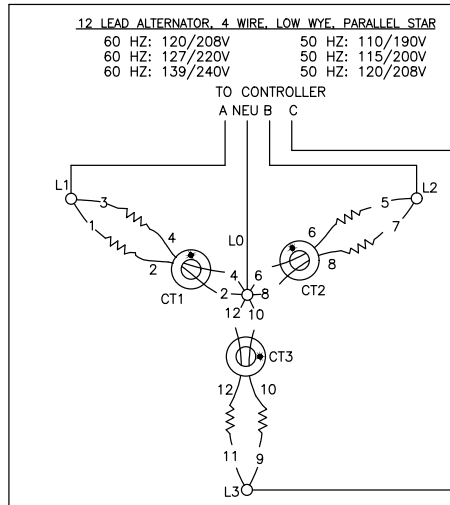 12 LEAD ALTERNATOR, 4 WIRE, LOW WYE, PARALLEL STAR
60 HZ: 120/208V 50 HZ: 110/190V
60 HZ: 127/220V 50 HZ: 115/200V
60 HZ: 139/240V 50 HZ: 120/208V
TO CONTROLLER
A NEU B C
L1 L2
3 5
1 6 7
4 L0
2 4 6 8
CT1 2 8 CT2
12 10
CT3
12 10
11 9
L3